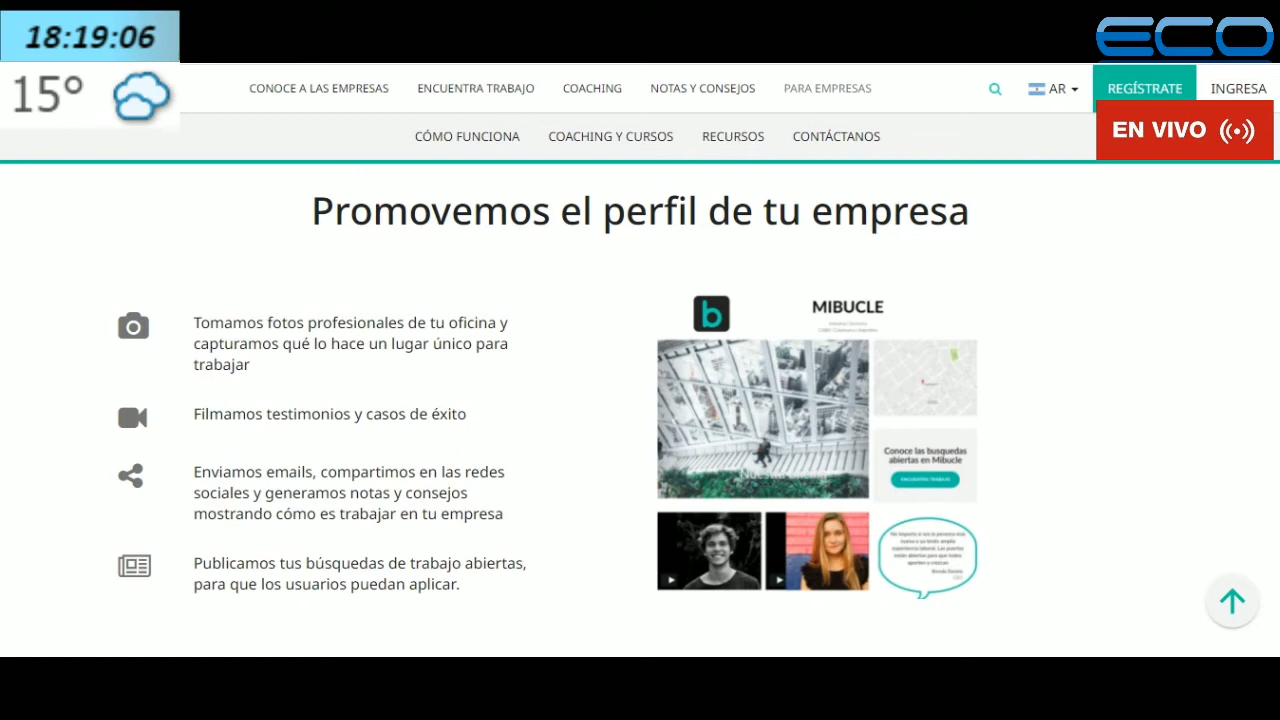 18:19:06
ECO
15°
CONOCE A LAS EMPRESAS ENCUENTRA TRABAJO COACHING NOTAS Y CONSEJOS PARA EMPRESAS AR REGÍSTRATE INGRESA
EN VIVO
CÓMO FUNCIONA COACHING Y CURSOS RECURSOS CONTÁCTANOS
Promovemos el perfil de tu empresa
Tomamos fotos profesionales de tu oficina y
capturamos qué lo hace un lugar único para
trabajar
Filmamos testimonios y casos de éxito
Enviamos emails, compartimos en las redes
sociales y generamos notas y consejos
mostrando cómo es trabajar en tu empresa
Publicamos tus búsquedas de trabajo abiertas,
para que los usuarios puedan aplicar.
b
MIBUCLE
Conoce las busquedas
abiertas en Mibucle
ENCUENTRA TRABAJO